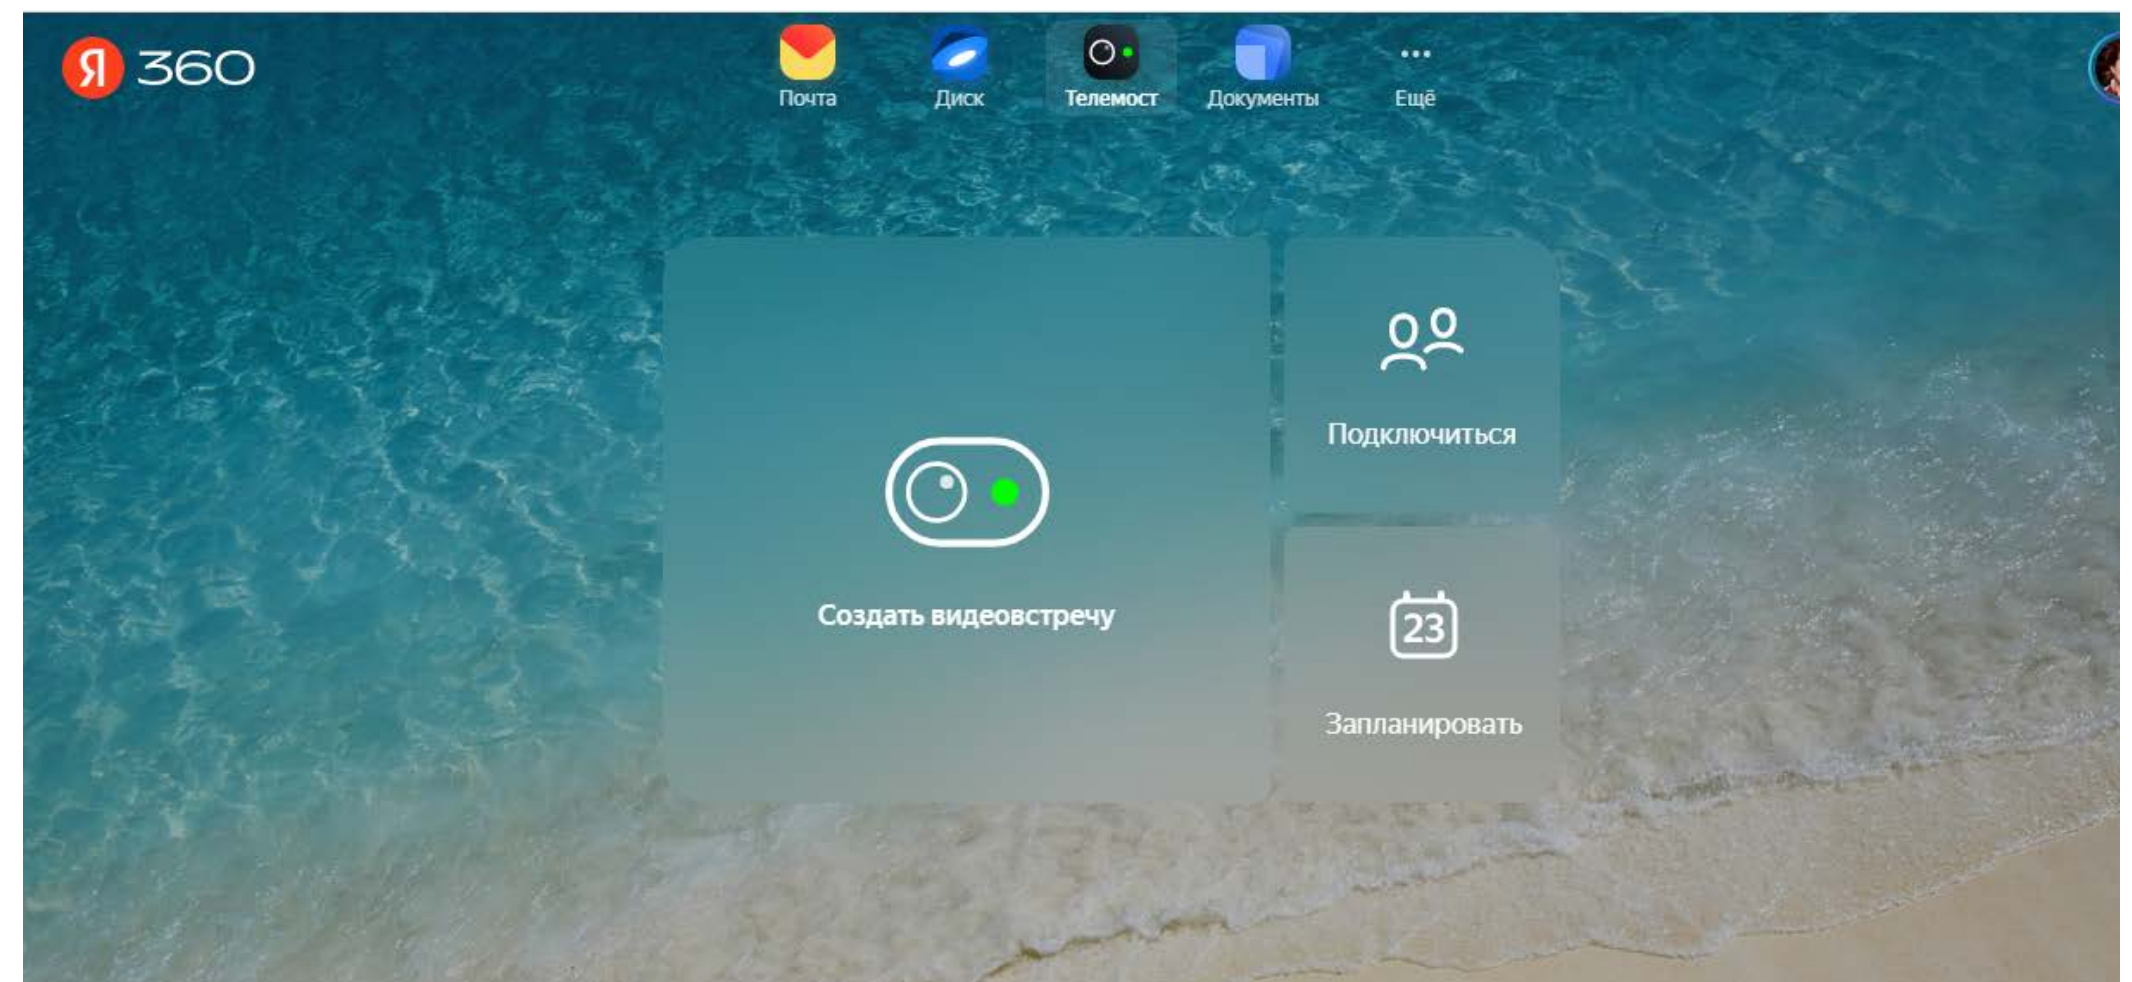 Я 360
Почта
Диск
Телемост
Документы
Ещё
Подключиться
Создать видеовстречу
23
Запланировать